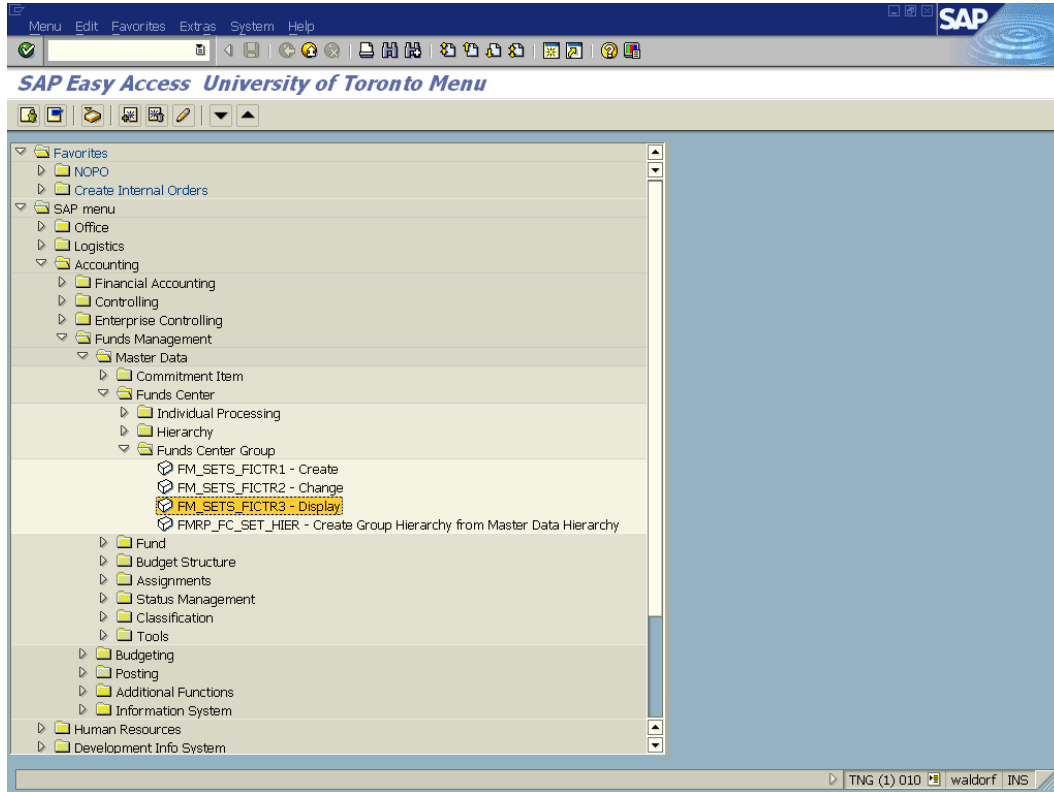 Menu Edit Favorites Extras System Help
SAP
SAP Easy Access University of Toronto Menu
Favorites
NOPO
Create Internal Orders
SAP menu
Office
Logistics
Accounting
Financial Accounting
Controlling
Enterprise Controlling
Funds Management
Master Data
Commitment Item
Funds Center
Individual Processing
Hierarchy
Funds Center Group
FM_SETS_FICTR1 - Create
FM_SETS_FICTR2 - Change
FM_SETS_FICTR3 - Display
FMRP_FC_SET_HIER - Create Group Hierarchy from Master Data Hierarchy
Fund
Budget Structure
Assignments
Status Management
Classification
Tools
Budgeting
Posting
Additional Functions
Information System
Human Resources
Development Info System
TNG (1) 010 waldorf INS